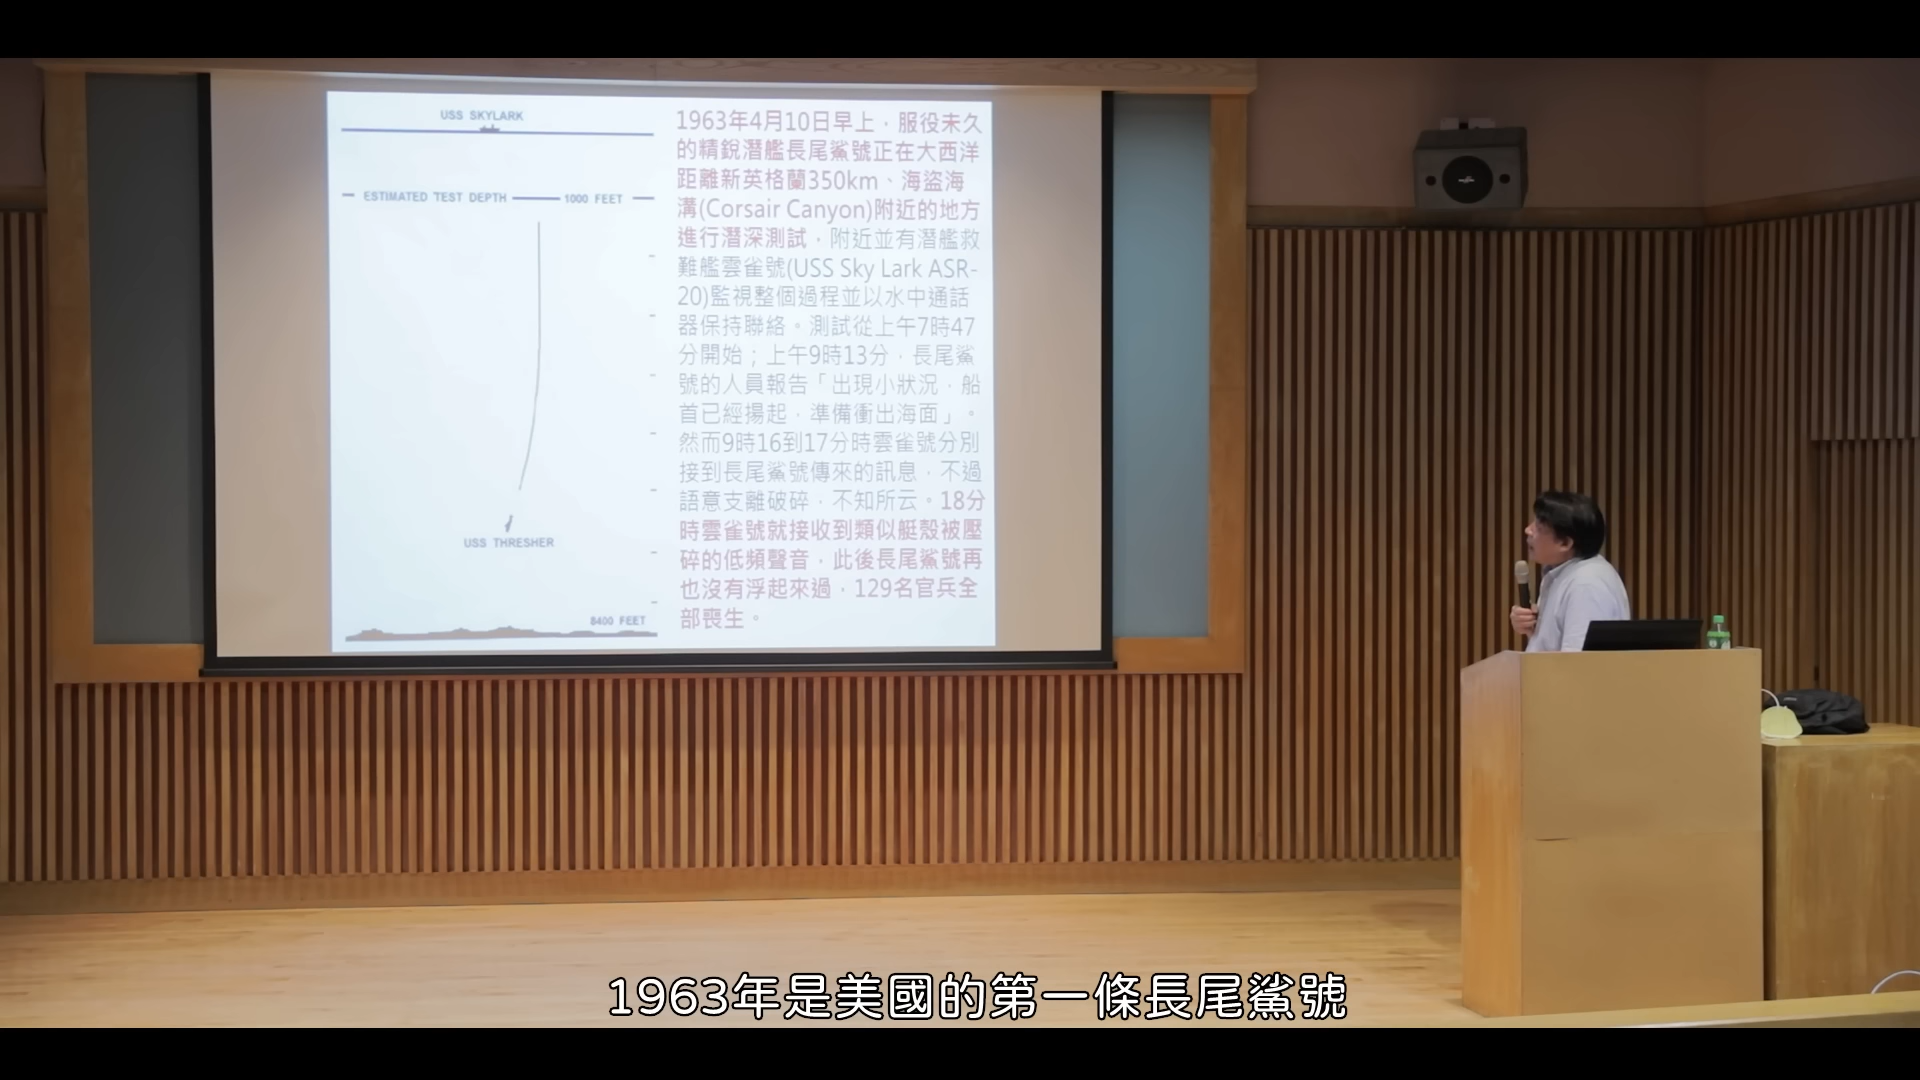 USS SKYLARK
ESTIMATED TEST DEPTH
1000 FEET
USS THRESHER
8400 FEET
1963年4月10日早上，服役未久
的精銳潛艦長尾鯊號正在大西洋
距離新英格蘭350km、海盜海
溝(Corsair Canyon)附近的地方
進行潛深測試，附近並有潛艦救
難艦雲雀號(USS Sky Lark ASR-
20)監視整個過程並以水中通話
器保持聯絡。測試從上午7時47
分開始；上午9時13分，長尾鯊
號的人員報告「出現小狀況，船
首已經揚起，準備衝出海面」。
然而9時16到17分時雲雀號分別
接到長尾鯊號傳來的訊息，不過
語意支離破碎，不知所云。18分
時雲雀號就接收到類似艇殼被壓
碎的低頻聲音，此後長尾鯊號再
也沒有浮起來過，129名官兵全
部喪生。
1963年是美國的第一條長尾鯊號